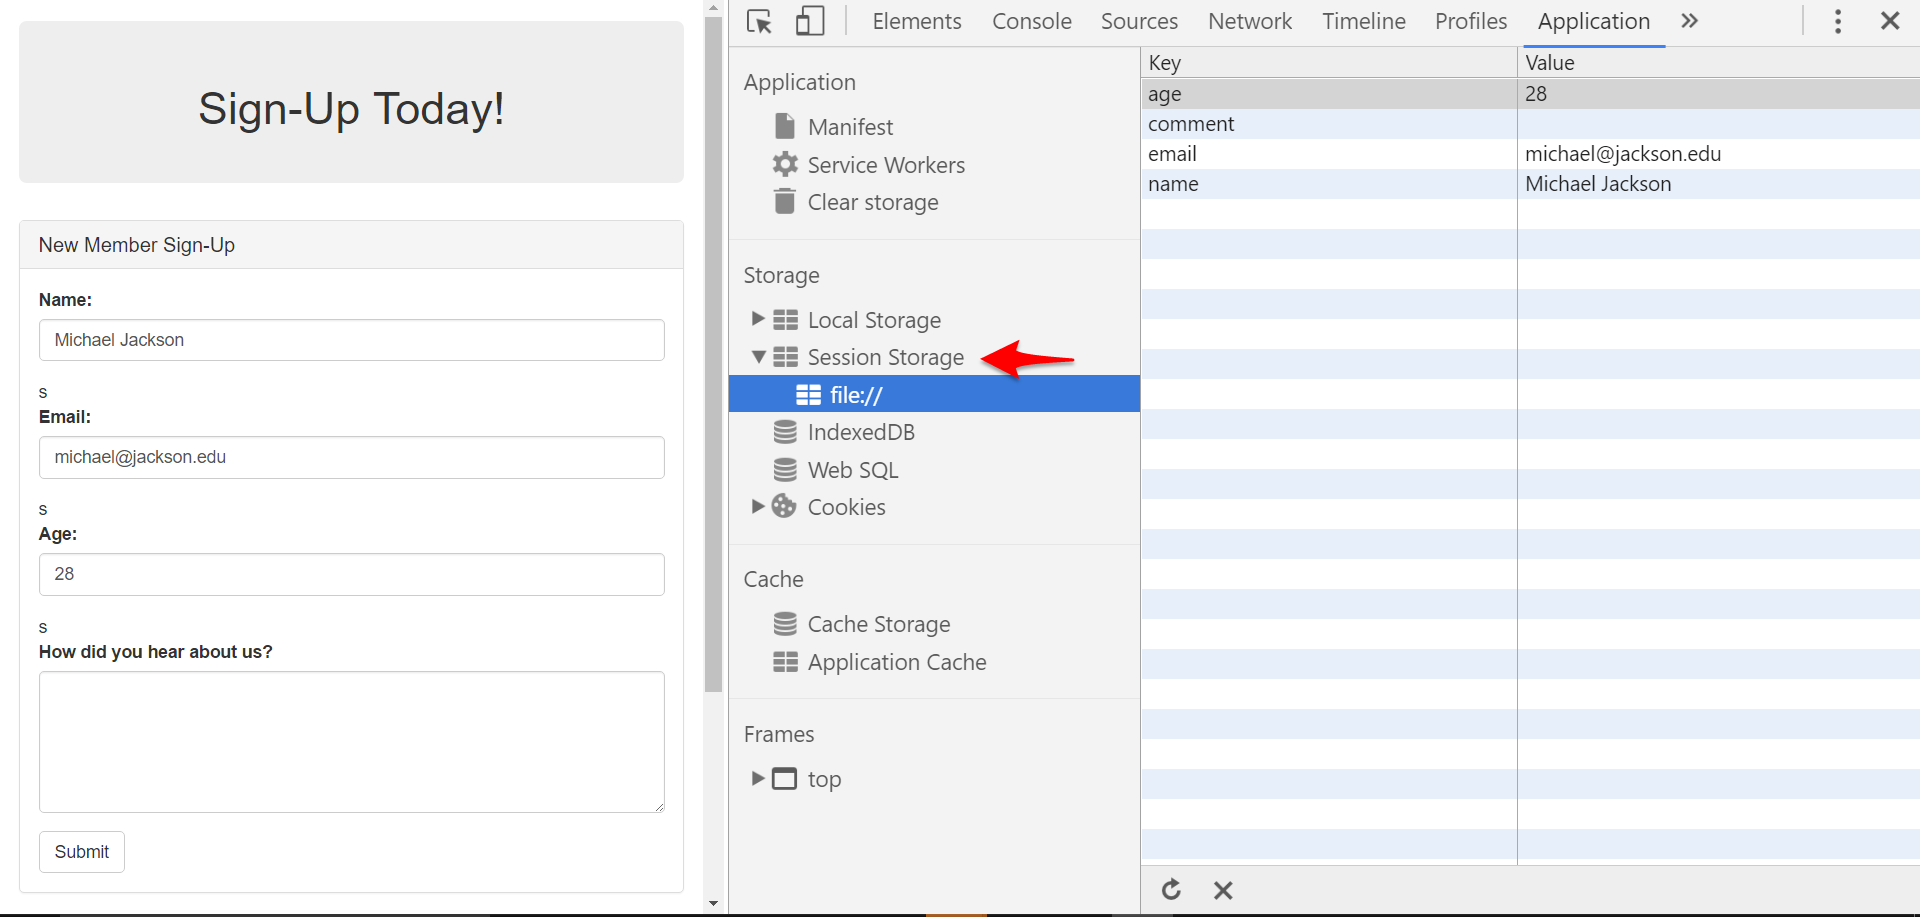 Sign-Up Today!
New Member Sign-Up
Name:
Michael Jackson
s
Email:
michael@jackson.edu
s
Age:
28
s
How did you hear about us?
Submit
Elements Console Sources Network Timeline Profiles Application »
Application
Manifest
Service Workers
Clear storage
Storage
Local Storage
Session Storage
file://
IndexedDB
Web SQL
Cookies
Cache
Cache Storage
Application Cache
Frames
top
Key Value
age 28
comment
email michael@jackson.edu
name Michael Jackson